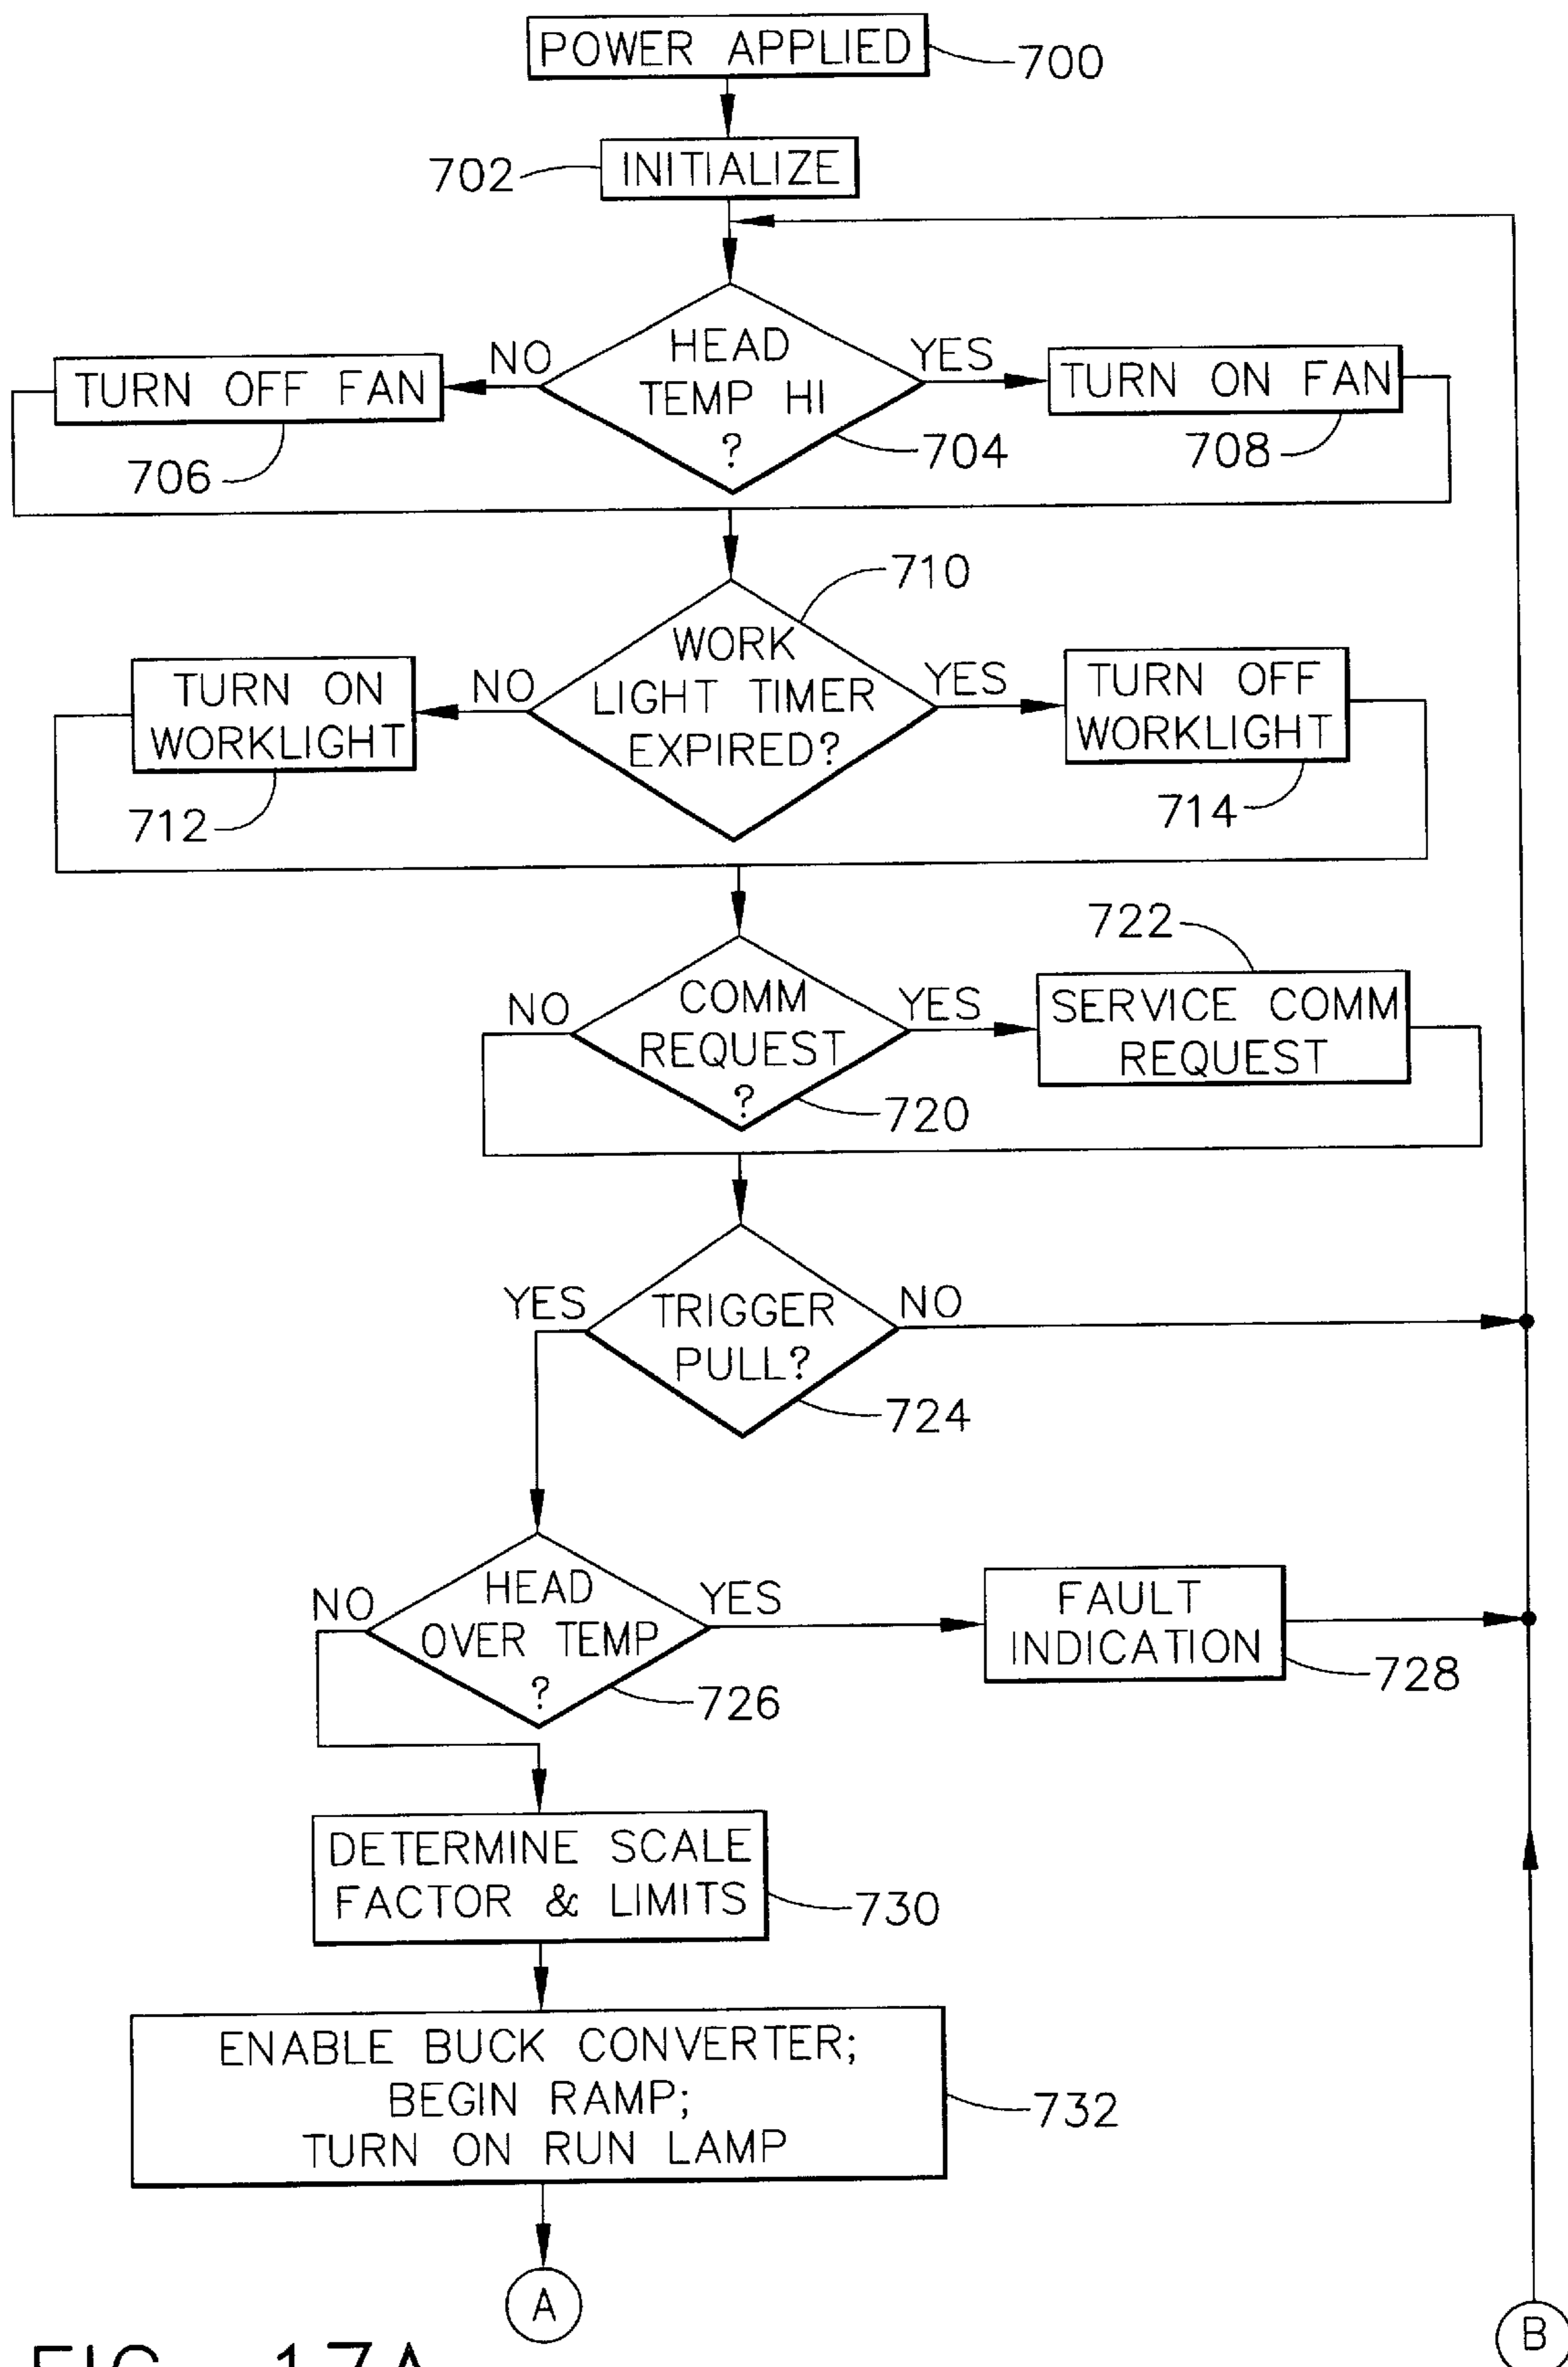 POWER APPLIED
700
702
INITIALIZE
HEAD
TEMP HI
?
NO
YES
TURN OFF FAN
TURN ON FAN
706
704
708
710
WORK
LIGHT TIMER
EXPIRED?
NO
YES
TURN ON
WORKLIGHT
TURN OFF
WORKLIGHT
712
714
722
COMM
REQUEST
?
NO
YES
SERVICE COMM
REQUEST
720
YES
TRIGGER
PULL?
NO
724
NO
HEAD
OVER TEMP
?
YES
FAULT
INDICATION
726
728
DETERMINE SCALE
FACTOR & LIMITS
730
ENABLE BUCK CONVERTER;
BEGIN RAMP;
TURN ON RUN LAMP
732
A
B
FIG. 17A